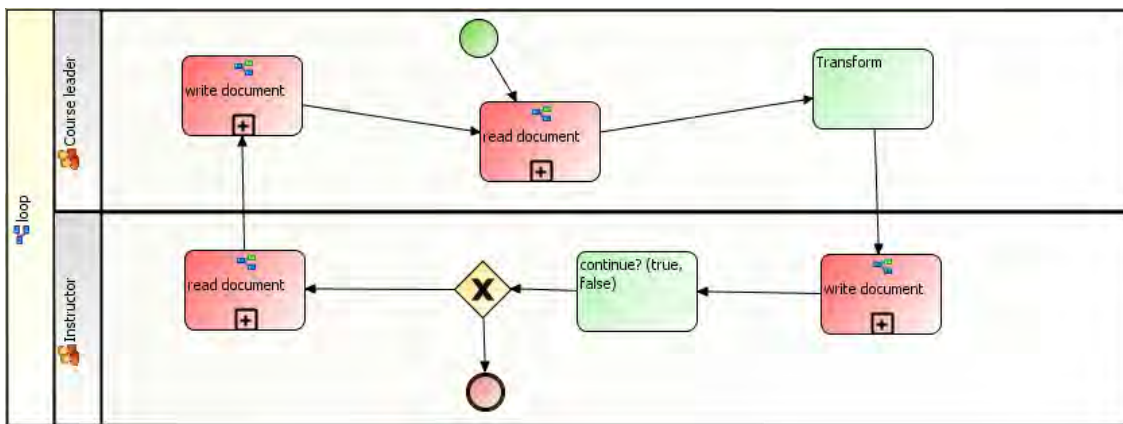 loop
Course leader
write document
read document
Transform
Instructor
read document
X
continue? (true,
false)
write document